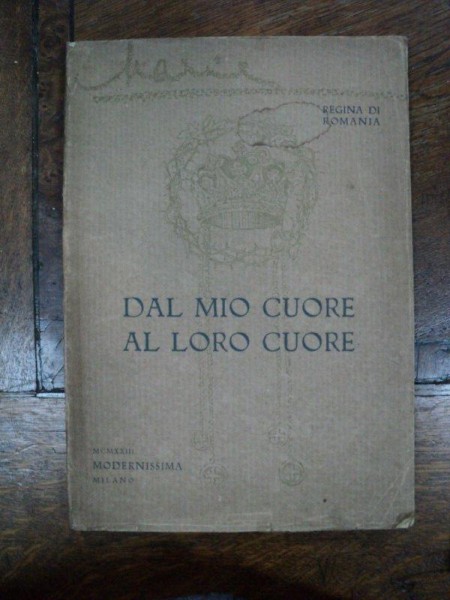 Marie
REGINA DI
ROMANIA
DAL MIO CUORE
AL LORO CUORE
MCMXXIII
MODERNISSIMA
MILANO